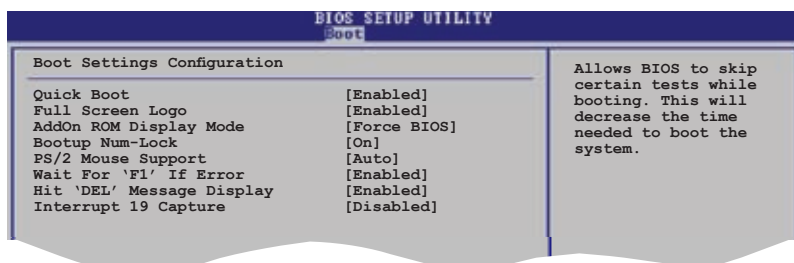 BIOS SETUP UTILITY
Boot
Boot Settings Configuration
Quick Boot [Enabled]
Full Screen Logo [Enabled]
AddOn ROM Display Mode [Force BIOS]
Bootup Num-Lock [On]
PS/2 Mouse Support [Auto]
Wait For ‘F1’ If Error [Enabled]
Hit ‘DEL’ Message Display [Enabled]
Interrupt 19 Capture [Disabled]
Allows BIOS to skip
certain tests while
booting. This will
decrease the time
needed to boot the
system.